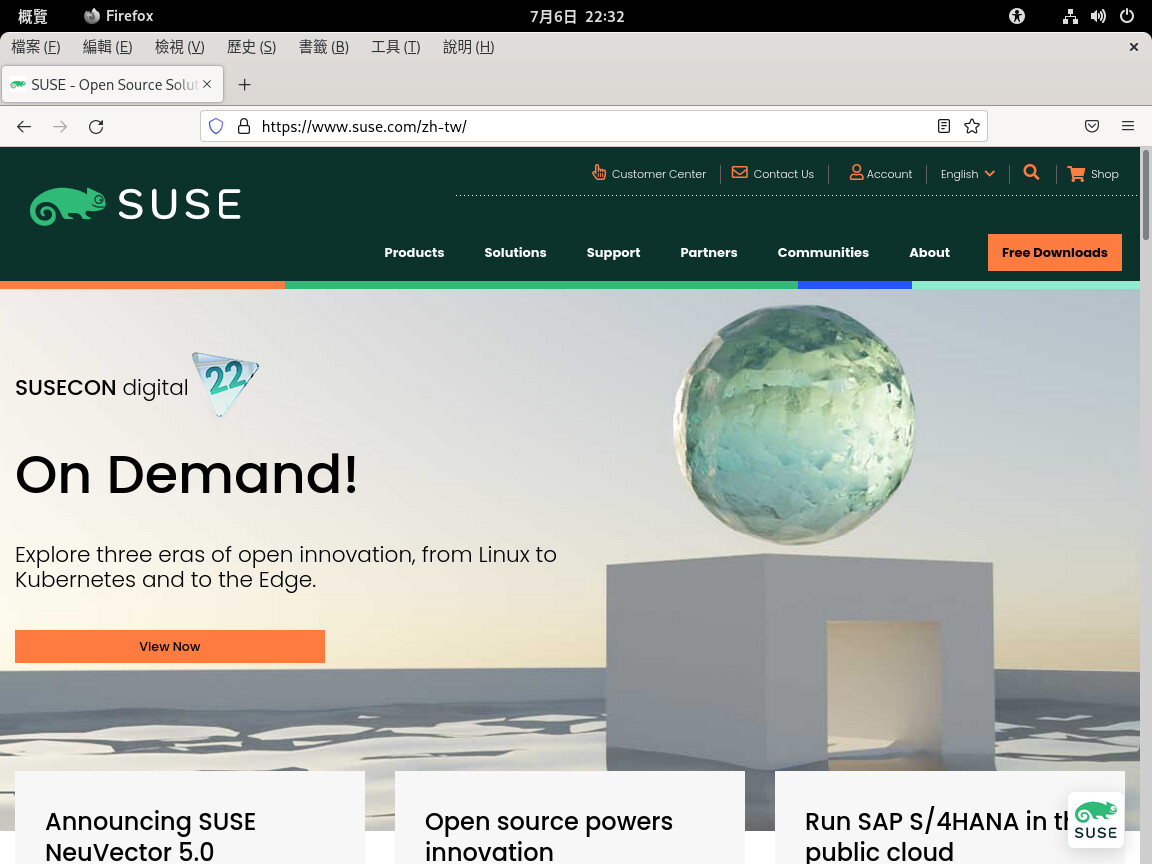 概覽 Firefox 7月6日 22:32
檔案(F) 編輯(E) 檢視(V) 歷史(S) 書籤(B) 工具(T) 說明(H)
SUSE - Open Source Solut
https://www.suse.com/zh-tw/
Customer Center Contact Us Account English Shop
SUSE
Products Solutions Support Partners Communities About Free Downloads
SUSECON digital 22
On Demand!
Explore three eras of open innovation, from Linux to
Kubernetes and to the Edge.
View Now
Announcing SUSE
NeuVector 5.0
Open source powers
innovation
Run SAP S/4HANA in th
public cloud
SUSE